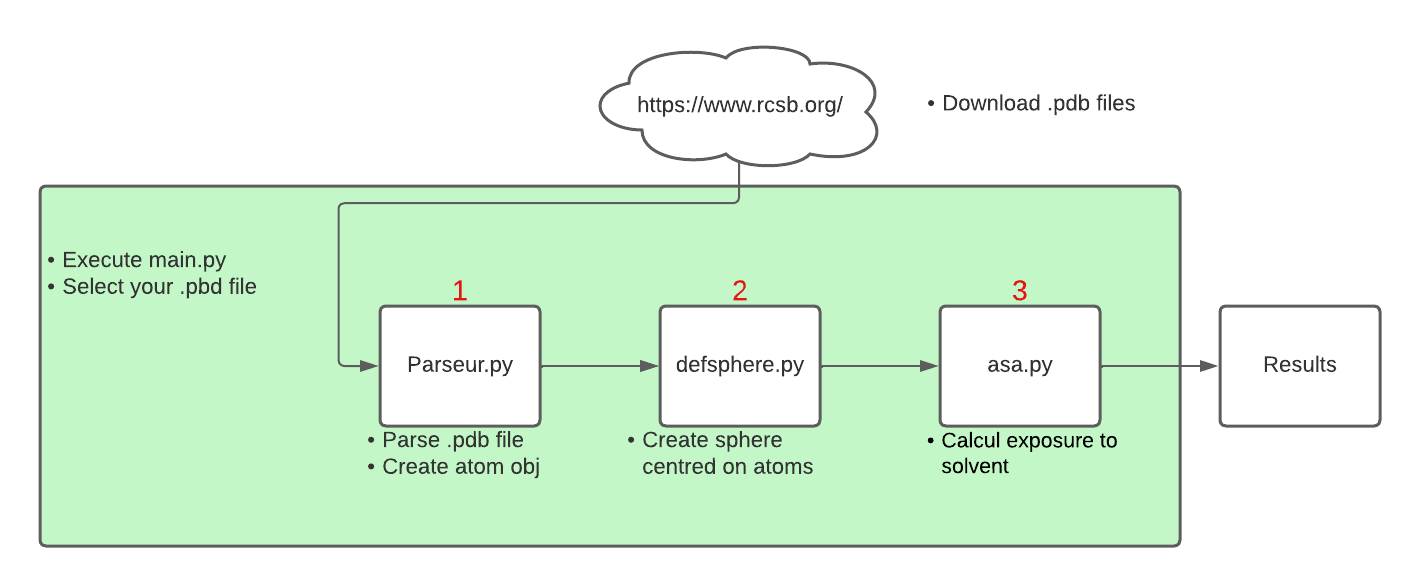 https://www.rcsb.org/
• Download .pdb files
• Execute main.py
• Select your .pbd file
1
2
3
Parseur.py
defsphere.py
asa.py
Results
• Parse .pdb file
• Create atom obj
• Create sphere
centred on atoms
• Calcul exposure to
solvent